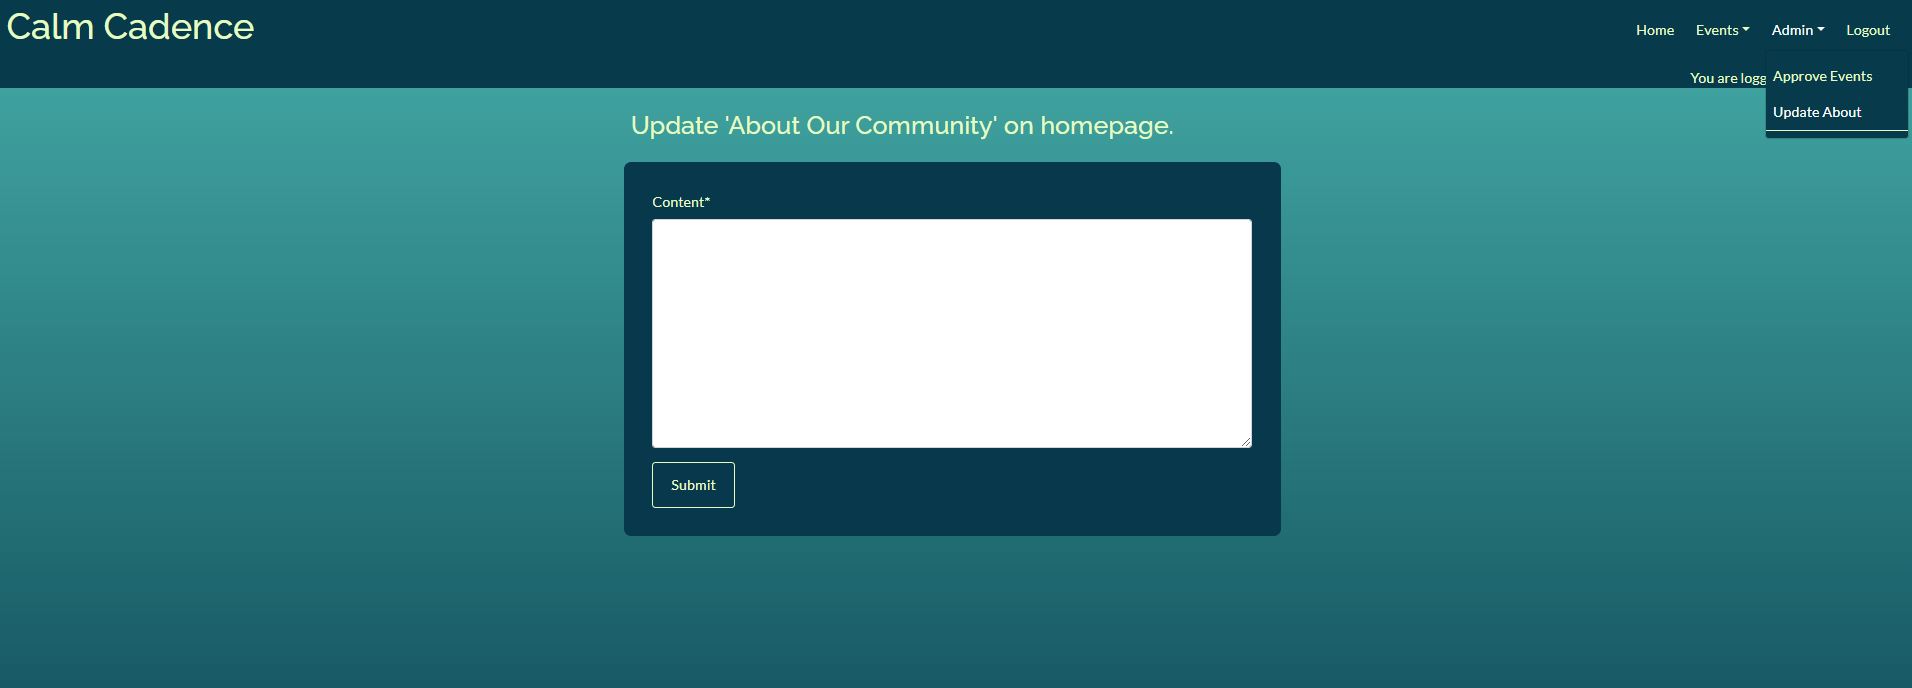 Calm Cadence
Home Events Admin Logout
You are logg
Approve Events
Update About
Update 'About Our Community' on homepage.
Content*
Submit